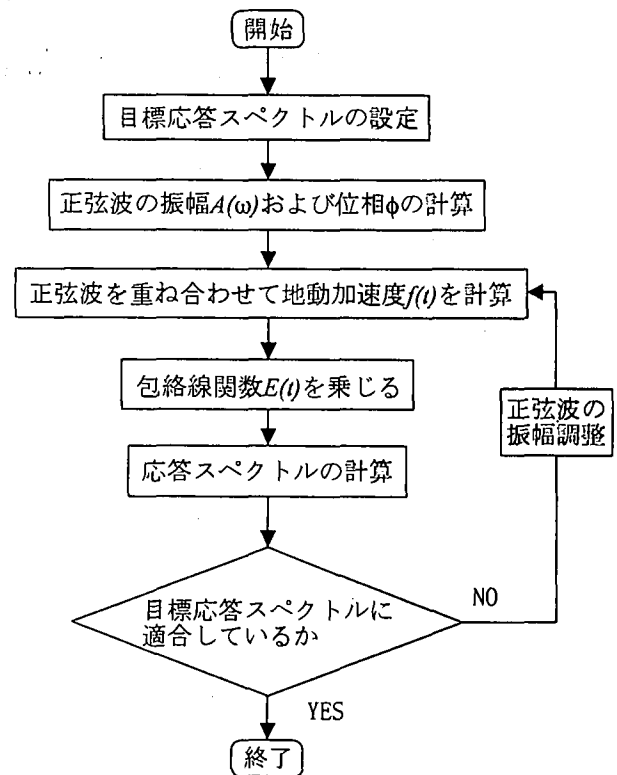 開始
目標応答スペクトルの設定
正弦波の振幅A(ω)および位相φの計算
正弦波を重ね合わせて地動加速度f(t)を計算
包絡線関数E(t)を乗じる
正弦波の
振幅調整
応答スペクトルの計算
目標応答スペクトルに
適合しているか
NO
YES
終了